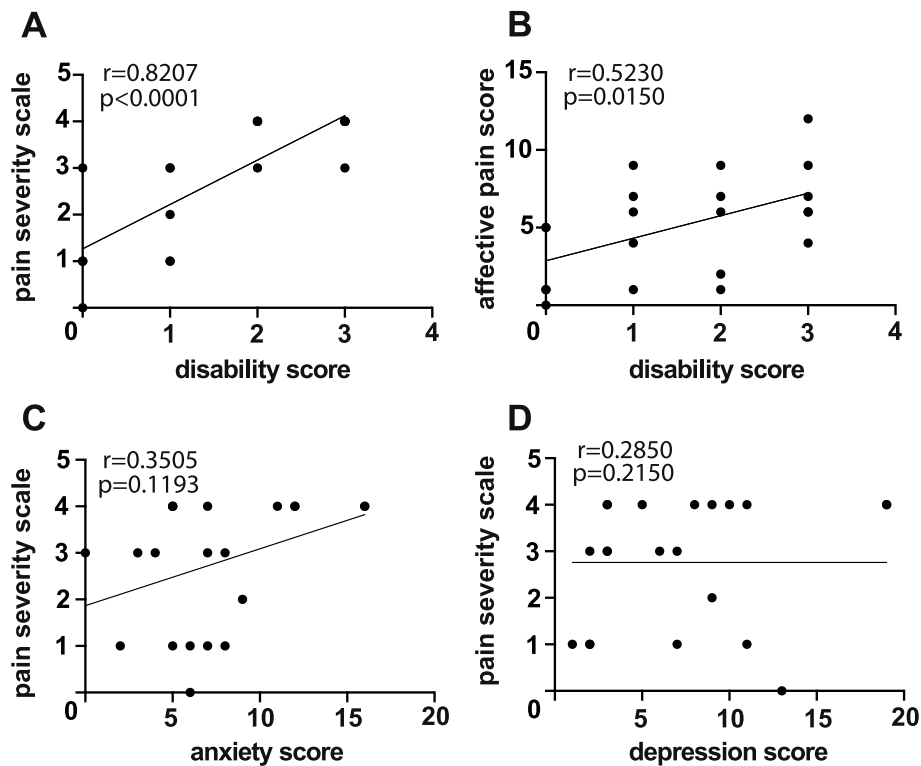 A
r=0.8207
p<0.0001
pain severity scale
5
4
3
2
1
0
1 2 3 4
disability score
B
r=0.5230
p=0.0150
affective pain score
15
10
5
0
1 2 3 4
disability score
C
r=0.3505
p=0.1193
pain severity scale
5
4
3
2
1
0
5 10 15 20
anxiety score
D
r=0.2850
p=0.2150
pain severity scale
5
4
3
2
1
0
5 10 15 20
depression score